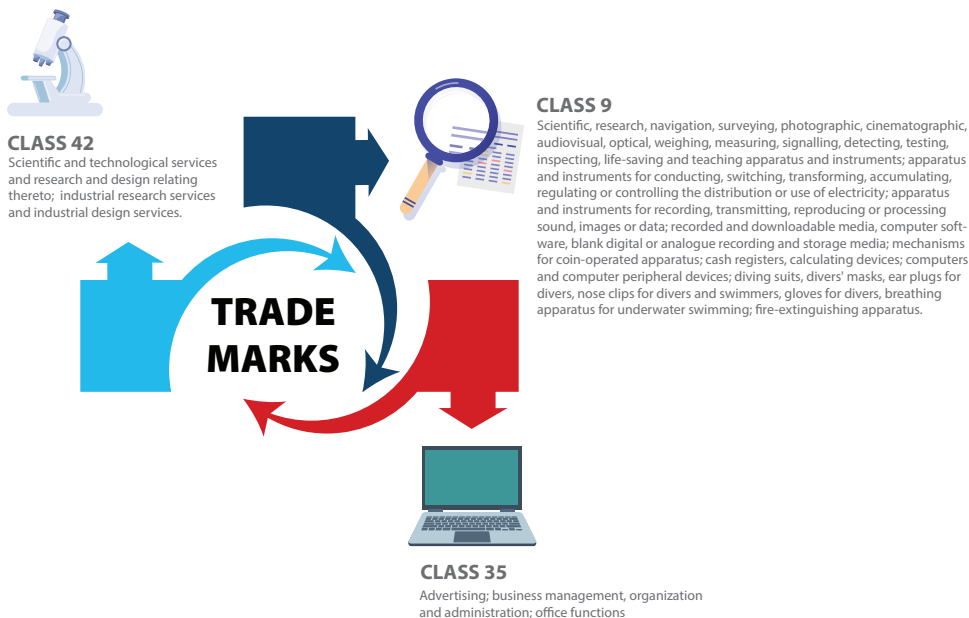 CLASS 42
Scientific and technological services
and research and design relating
thereto; industrial research services
and industrial design services.
TRADE
MARKS
CLASS 9
Scientific, research, navigation, surveying, photographic, cinematographic,
audiovisual, optical, weighing, measuring, signalling, detecting, testing,
inspecting, life-saving and teaching apparatus and instruments; apparatus
and instruments for conducting, switching, transforming, accumulating,
regulating or controlling the distribution or use of electricity; apparatus
and instruments for recording, transmitting, reproducing or processing
sound, images or data; recorded and downloadable media, computer soft-
ware, blank digital or analogue recording and storage media; mechanisms
for coin-operated apparatus; cash registers, calculating devices; computers
and computer peripheral devices; diving suits, divers' masks, ear plugs for
divers, nose clips for divers and swimmers, gloves for divers, breathing
apparatus for underwater swimming; fire-extinguishing apparatus.
CLASS 35
Advertising; business management, organization
and administration; office functions